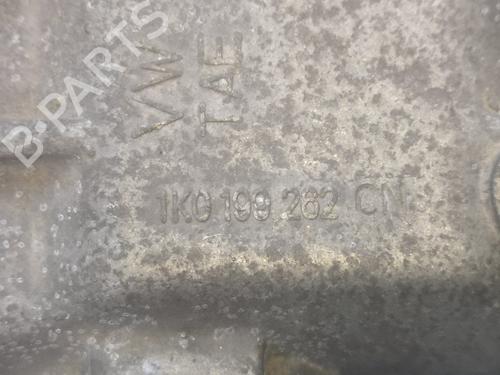 B-PARTS
VW
TAE
1K0 199 262 CN